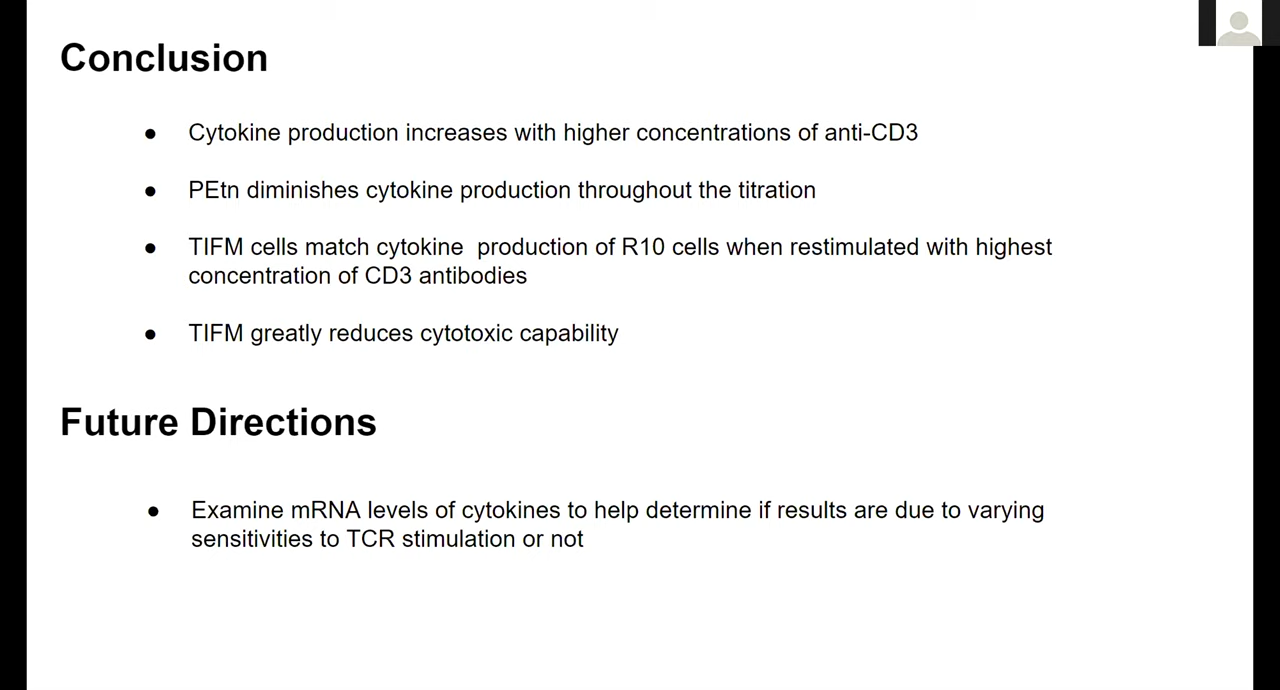 Conclusion
● Cytokine production increases with higher concentrations of anti-CD3
● PEtn diminishes cytokine production throughout the titration
● TIFM cells match cytokine  production of R10 cells when restimulated with highest
concentration of CD3 antibodies
● TIFM greatly reduces cytotoxic capability
Future Directions
● Examine mRNA levels of cytokines to help determine if results are due to varying
sensitivities to TCR stimulation or not